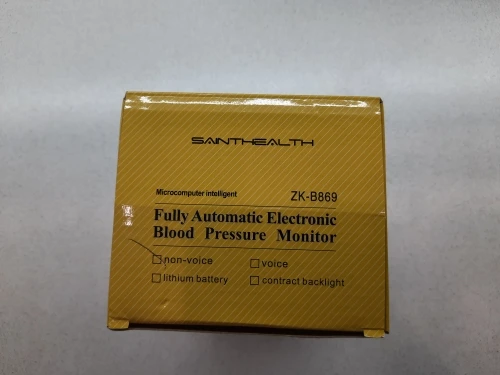 SAINTHEALTH
Microcomputer intelligent ZK-B869
Fully Automatic Electronic
Blood Pressure Monitor
non-voice voice
lithium battery contract backlight